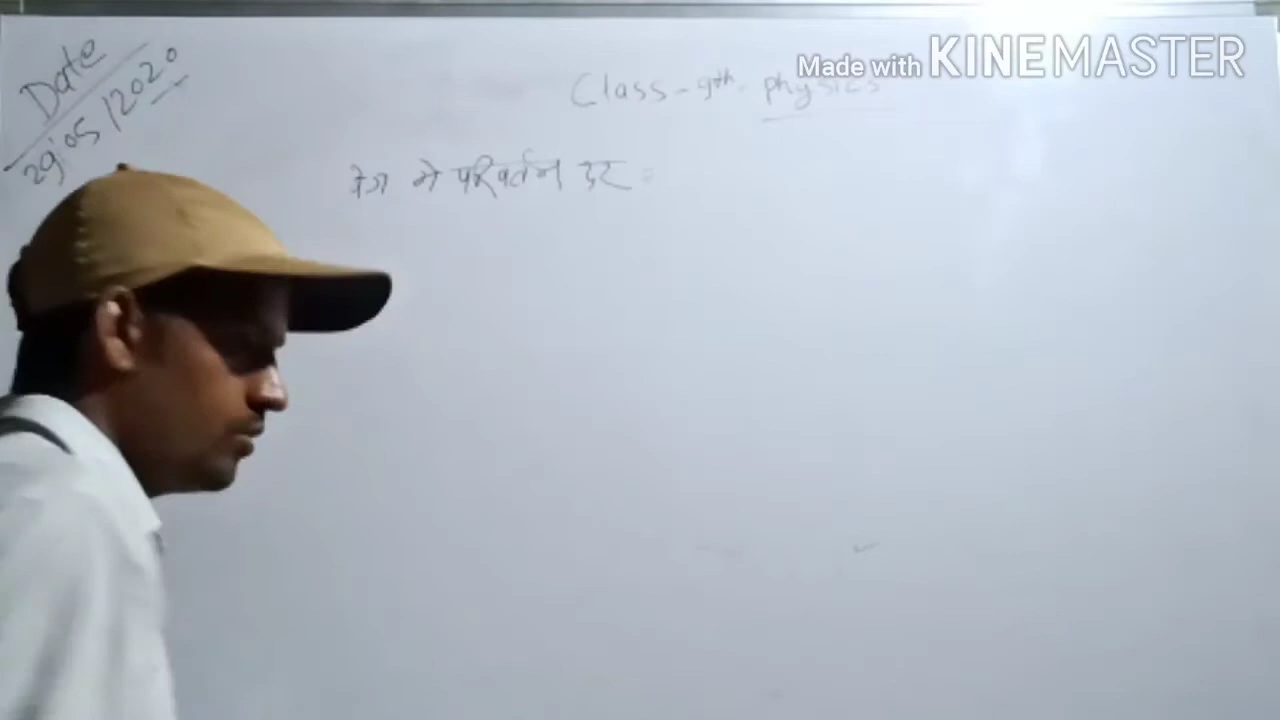 Date
29.05/2020
Made with KINEMASTER
Class-9th. physics
वेग मे परिवर्तन दर =